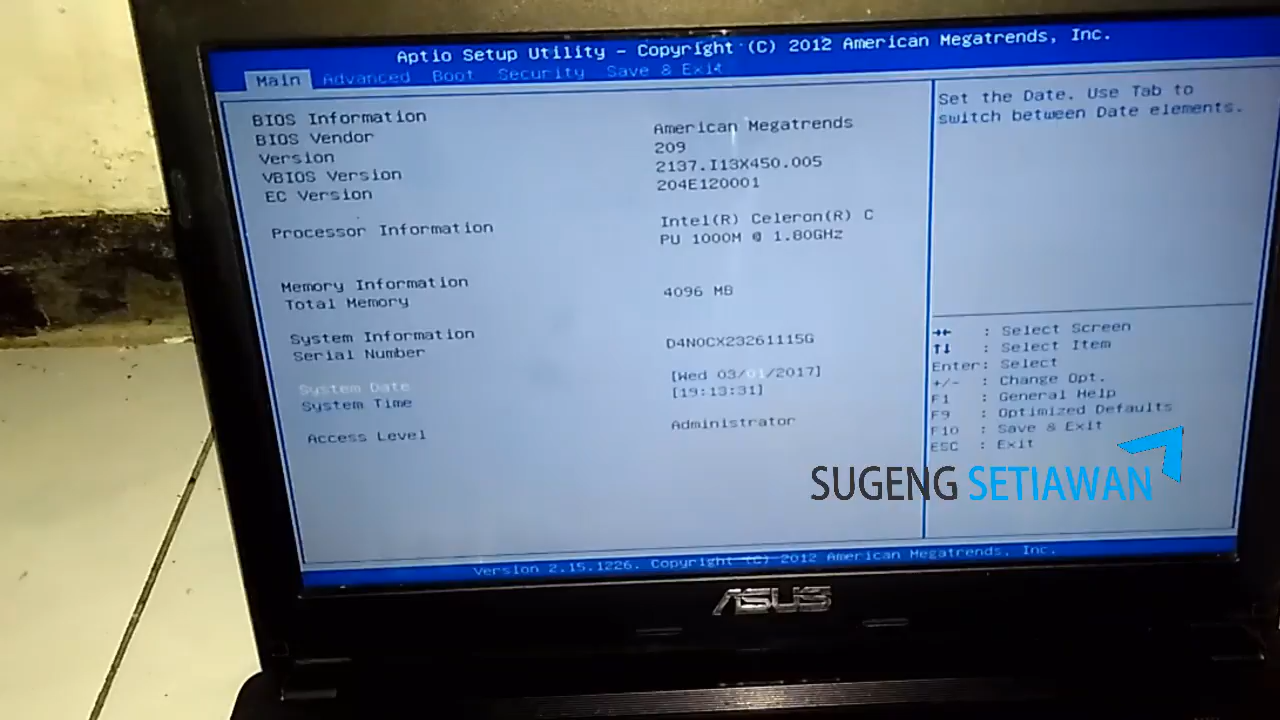 Aptio Setup Utility - Copyright (C) 2012 American Megatrends, Inc.
Main Advanced Boot Security Save & Exit
BIOS Information
BIOS Vendor American Megatrends
Version 209
VBIOS Version 2137.I13X450.005
EC Version 204E120001
Processor Information Intel(R) Celeron(R) C
PU 1000M @ 1.80GHz
Memory Information
Total Memory 4096 MB
System Information
Serial Number D4N0CX23261115G
System Date [Wed 03/01/2017]
System Time [19:13:31]
Access Level Administrator
Set the Date. Use Tab to
switch between Date elements.
→← : Select Screen
↑↓ : Select Item
Enter: Select
+/- : Change Opt.
F1 : General Help
F9 : Optimized Defaults
F10 : Save & Exit
ESC : Exit
SUGENG SETIAWAN
Version 2.15.1226. Copyright (C) 2012 American Megatrends, Inc.
ASUS